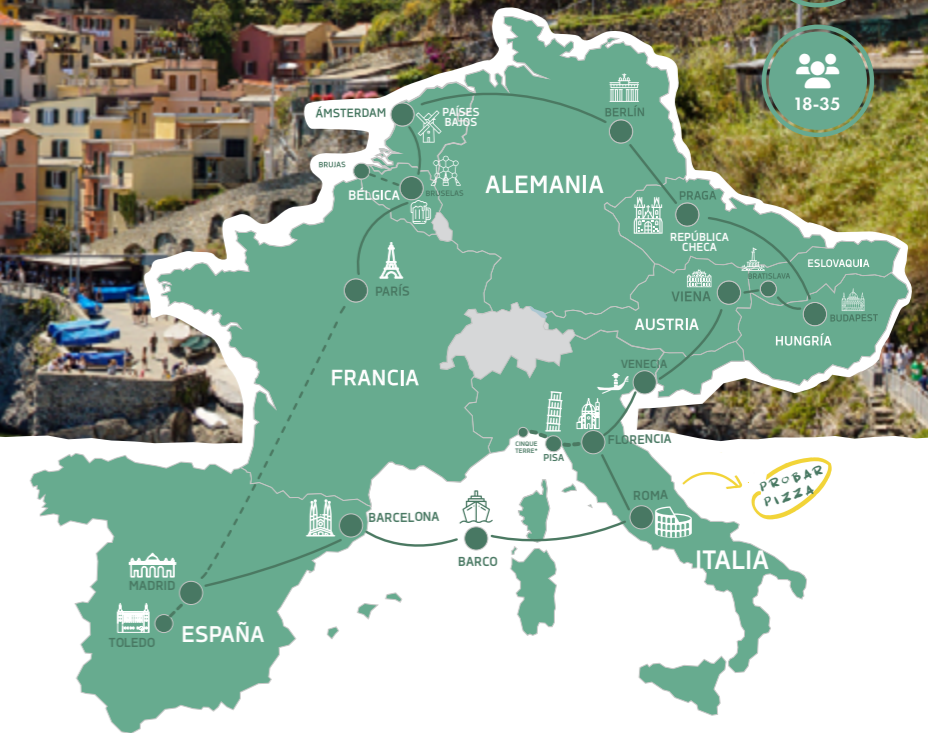 18-35
ÁMSTERDAM
PAÍSES
BAJOS
BERLÍN
BRUJAS
BÉLGICA
BRUSELAS
ALEMANIA
PRAGA
REPÚBLICA
CHECA
ESLOVAQUIA
BRATISLAVA
VIENA
PARÍS
BUDAPEST
AUSTRIA
HUNGRÍA
VENECIA
FRANCIA
CINQUE
TERRE*
PISA
FLORENCIA
PROBAR
PIZZA
ROMA
BARCELONA
BARCO
ITALIA
MADRID
TOLEDO
ESPAÑA